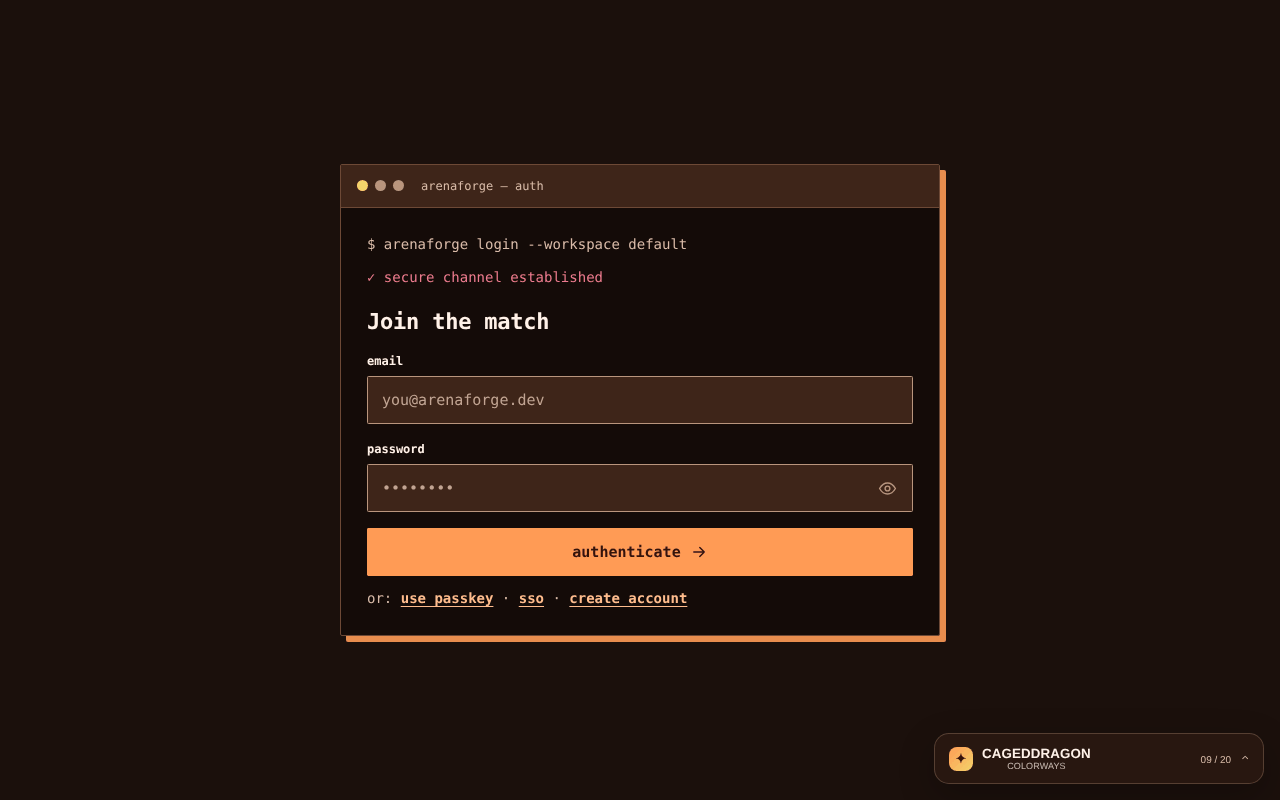 arenaforge — auth
$ arenaforge login --workspace default
✓ secure channel established
Join the match
email
you@arenaforge.dev
password
••••••••
authenticate →
or: use passkey · sso · create account
CAGEDDRAGON
COLORWAYS
09 / 20